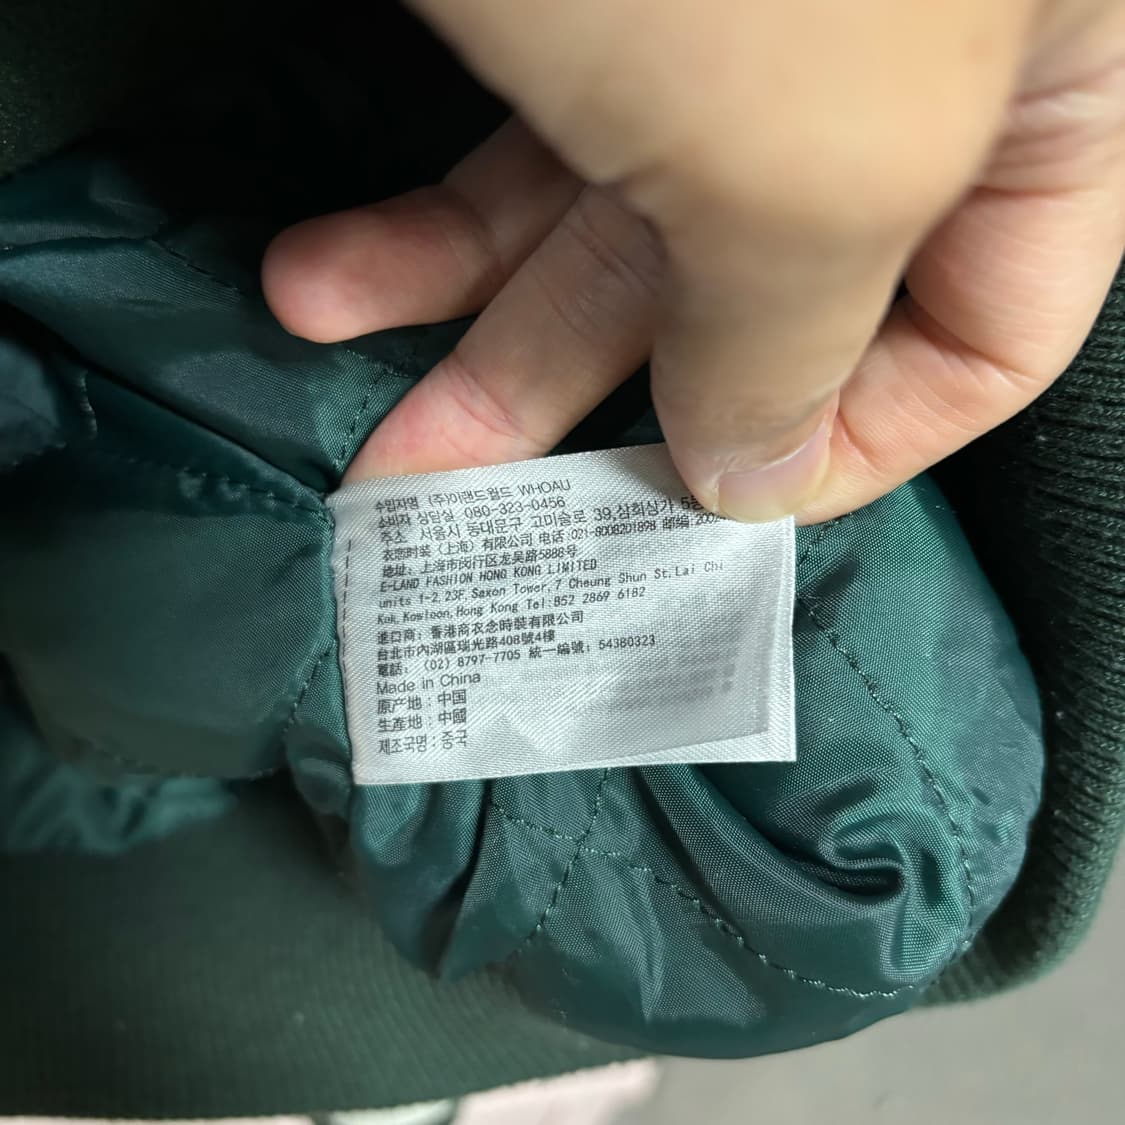 수입자명 (주)이랜드월드 WHOAU
소비자 상담실 080-323-0456
주소 서울시 동대문구 고미술로 39,삼희상가 5동
衣恋时装（上海）有限公司 电话:021-8008201898 邮编:
地址：上海市闵行区龙吴路5888号
E-LAND FASHION HONG KONG LIMITED
units 1-2 23F,Saxon Tower,7 Cheung Shun St,Lai Chi
Kok,Kowloon,Hong Kong Tel:852 2869 6182
進口商：香港商衣念時裝有限公司
台北市內湖區瑞光路408號4樓
電話：（02）8797-7705 統一編號：54380323
Made in China
原产地：中国
生產地：中國
제조국명：중국